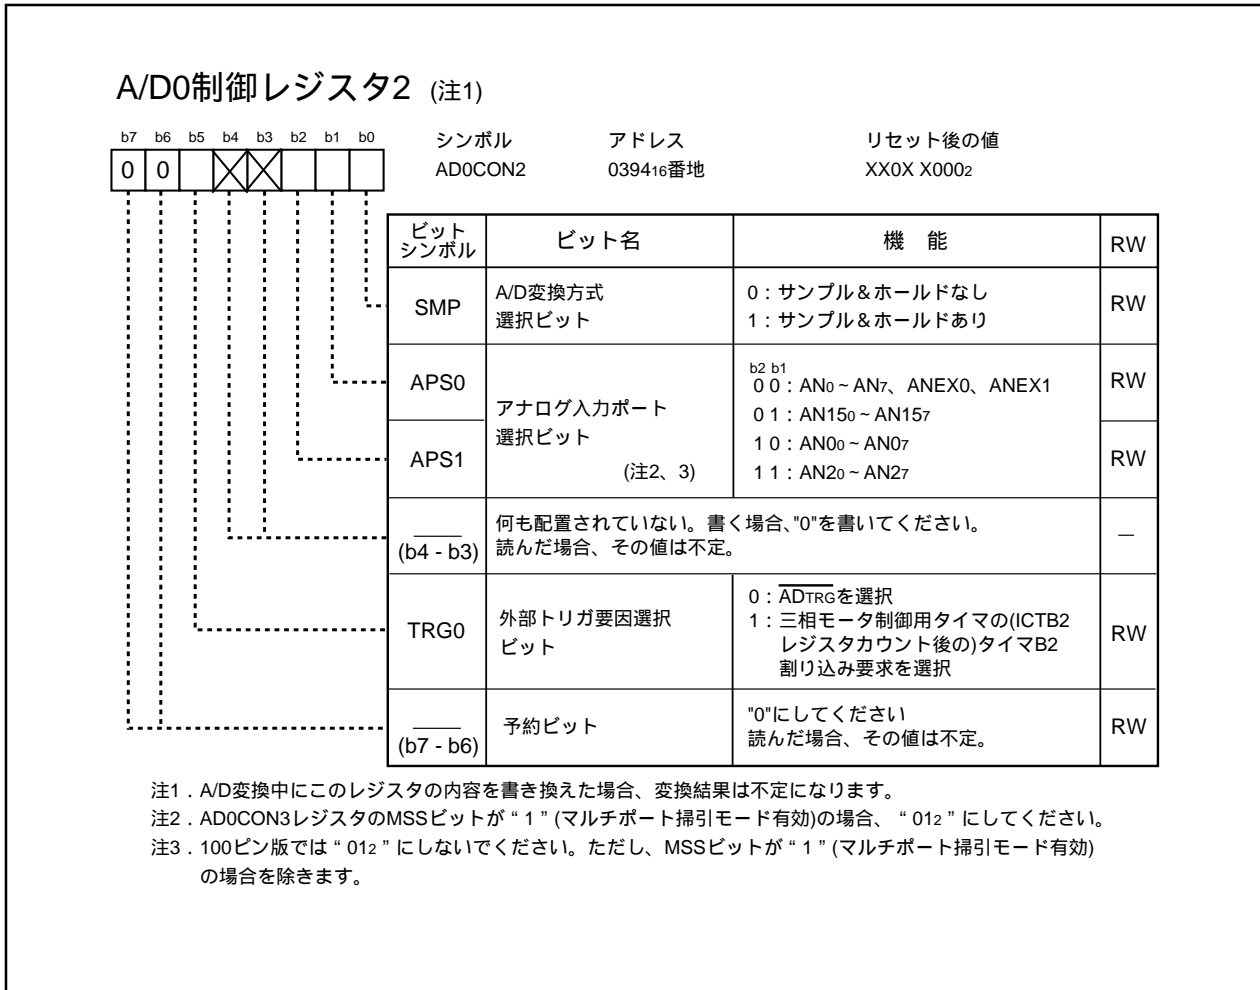 A/D0制御レジスタ2 (注1)
b7 b6 b5 b4 b3 b2 b1 b0
0 0
シンボル アドレス リセット後の値
AD0CON2 039416番地 XX0X X0002
ビットシンボル ビット名 機 能 RW
SMP A/D変換方式 0：サンプル＆ホールドなし RW
選択ビット 1：サンプル＆ホールドあり
b2 b1
APS0 0 0：AN0～AN7、ANEX0、ANEX1 RW
アナログ入力ポート 0 1：AN150～AN157
選択ビット 1 0：AN00～AN07
APS1 (注2、3) 1 1：AN20～AN27 RW
何も配置されていない。書く場合、"0"を書いてください。
(b4 - b3) 読んだ場合、その値は不定。 —
0：ADTRGを選択
TRG0 外部トリガ要因選択 1：三相モータ制御用タイマの(ICTB2 RW
ビット レジスタカウント後の)タイマB2
割り込み要求を選択
予約ビット "0"にしてください RW
(b7 - b6) 読んだ場合、その値は不定。
注1．A/D変換中にこのレジスタの内容を書き換えた場合、変換結果は不定になります。
注2．AD0CON3レジスタのMSSビットが“1”(マルチポート掃引モード有効)の場合、“012”にしてください。
注3．100ピン版では“012”にしないでください。ただし、MSSビットが“1”(マルチポート掃引モード有効)
の場合を除きます。